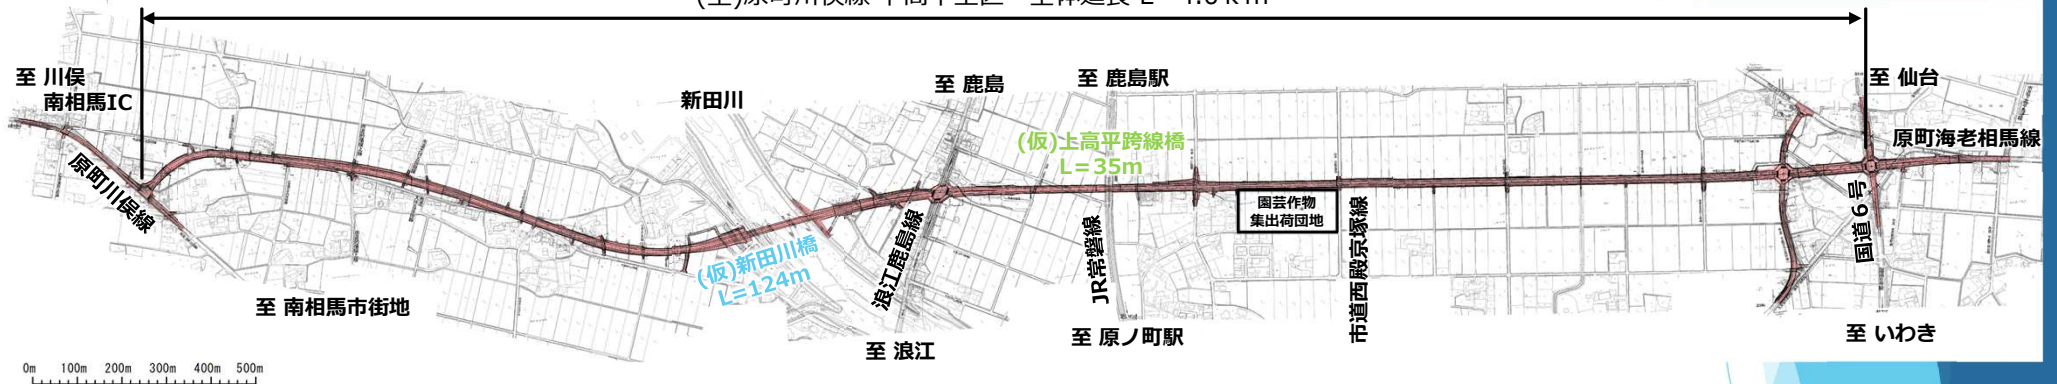 至 川俣
南相馬IC
原町川俣線
至 南相馬市街地
新田川
(仮)新田川橋
L=124m
至 鹿島
浪江鹿島線
至 浪江
至 鹿島駅
(仮)上高平跨線橋
L=35m
JR常磐線
至 原ノ町駅
園芸作物
集出荷団地
市道西殿京塚線
至 仙台
原町海老相馬線
国道6号
至 いわき
0m 100m 200m 300m 400m 500m